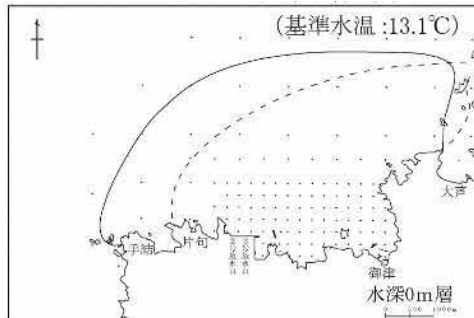 (基準水温:13.1℃)
大芦
手結
片句
御津
水深0m層